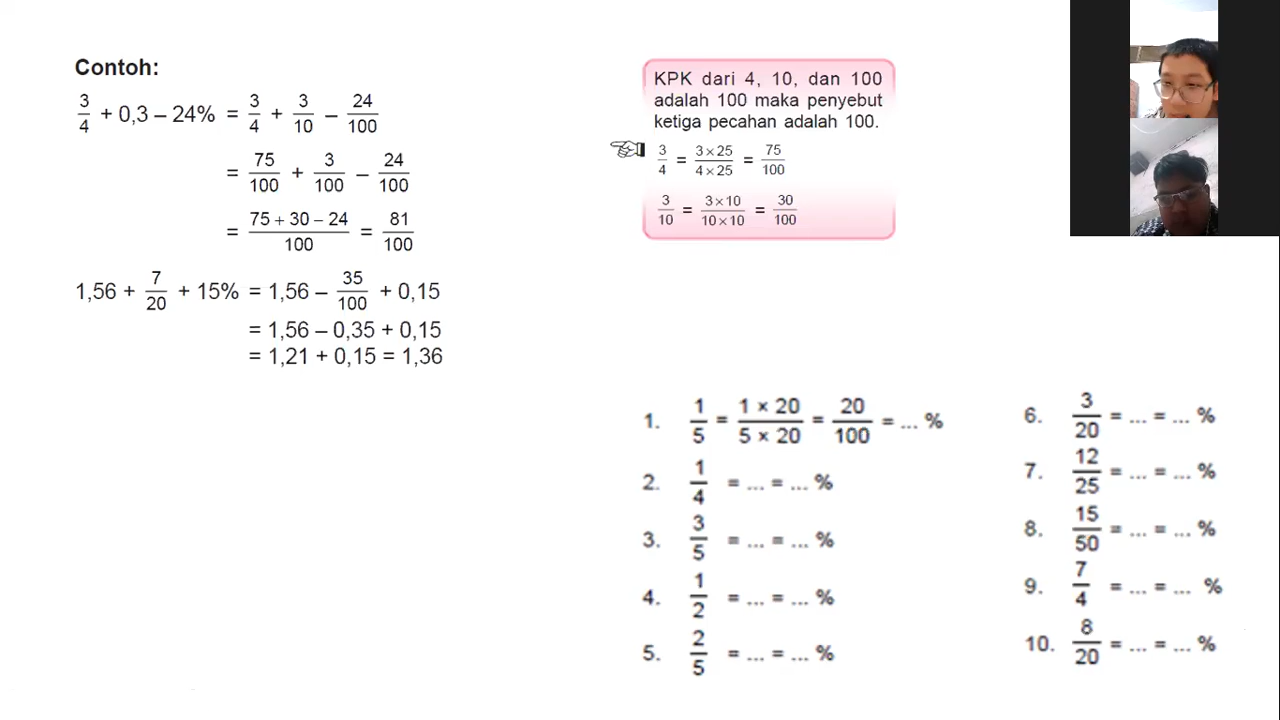 Contoh:
3/4 + 0,3 – 24% = 3/4 + 3/10 – 24/100
= 75/100 + 3/100 – 24/100
= 75 + 30 – 24/100 = 81/100
1,56 + 7/20 + 15% = 1,56 – 35/100 + 0,15
= 1,56 – 0,35 + 0,15
= 1,21 + 0,15 = 1,36
KPK dari 4, 10, dan 100
adalah 100 maka penyebut
ketiga pecahan adalah 100.
3/4 = 3 × 25/4 × 25 = 75/100
3/10 = 3 × 10/10 × 10 = 30/100
1. 1/5 = 1 × 20/5 × 20 = 20/100 = ... %
2. 1/4 = ... = ... %
3. 3/5 = ... = ... %
4. 1/2 = ... = ... %
5. 2/5 = ... = ... %
6. 3/20 = ... = ... %
7. 12/25 = ... = ... %
8. 15/50 = ... = ... %
9. 7/4 = ... = ... %
10. 8/20 = ... = ... %